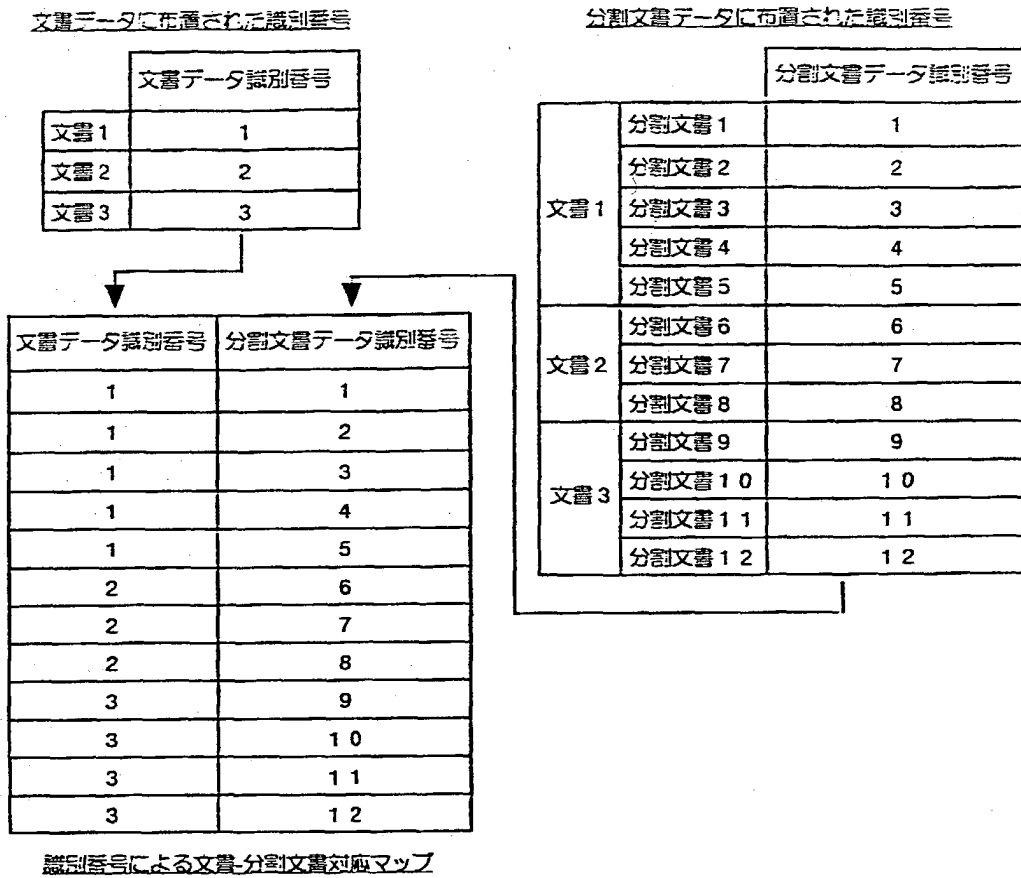 文書データに布置された識別番号
文書データ識別番号
文書1 1
文書2 2
文書3 3
分割文書データに布置された識別番号
分割文書データ識別番号
文書1
分割文書1 1
分割文書2 2
分割文書3 3
分割文書4 4
分割文書5 5
文書2
分割文書6 6
分割文書7 7
分割文書8 8
文書3
分割文書9 9
分割文書10 10
分割文書11 11
分割文書12 12
文書データ識別番号 分割文書データ識別番号
1 1
1 2
1 3
1 4
1 5
2 6
2 7
2 8
3 9
3 10
3 11
3 12
識別番号による文書-分割文書対応マップ